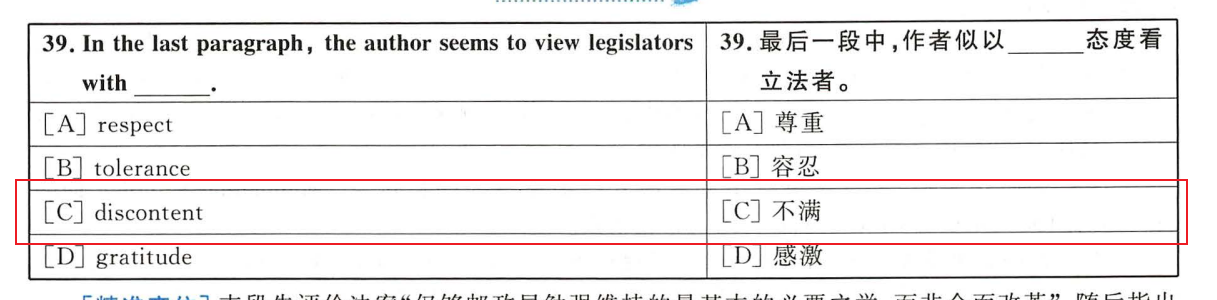 39. In the last paragraph, the author seems to view legislators
with ______.
39. 最后一段中,作者似以______态度看
立法者。
[A] respect
[A] 尊重
[B] tolerance
[B] 容忍
[C] discontent
[C] 不满
[D] gratitude
[D] 感激